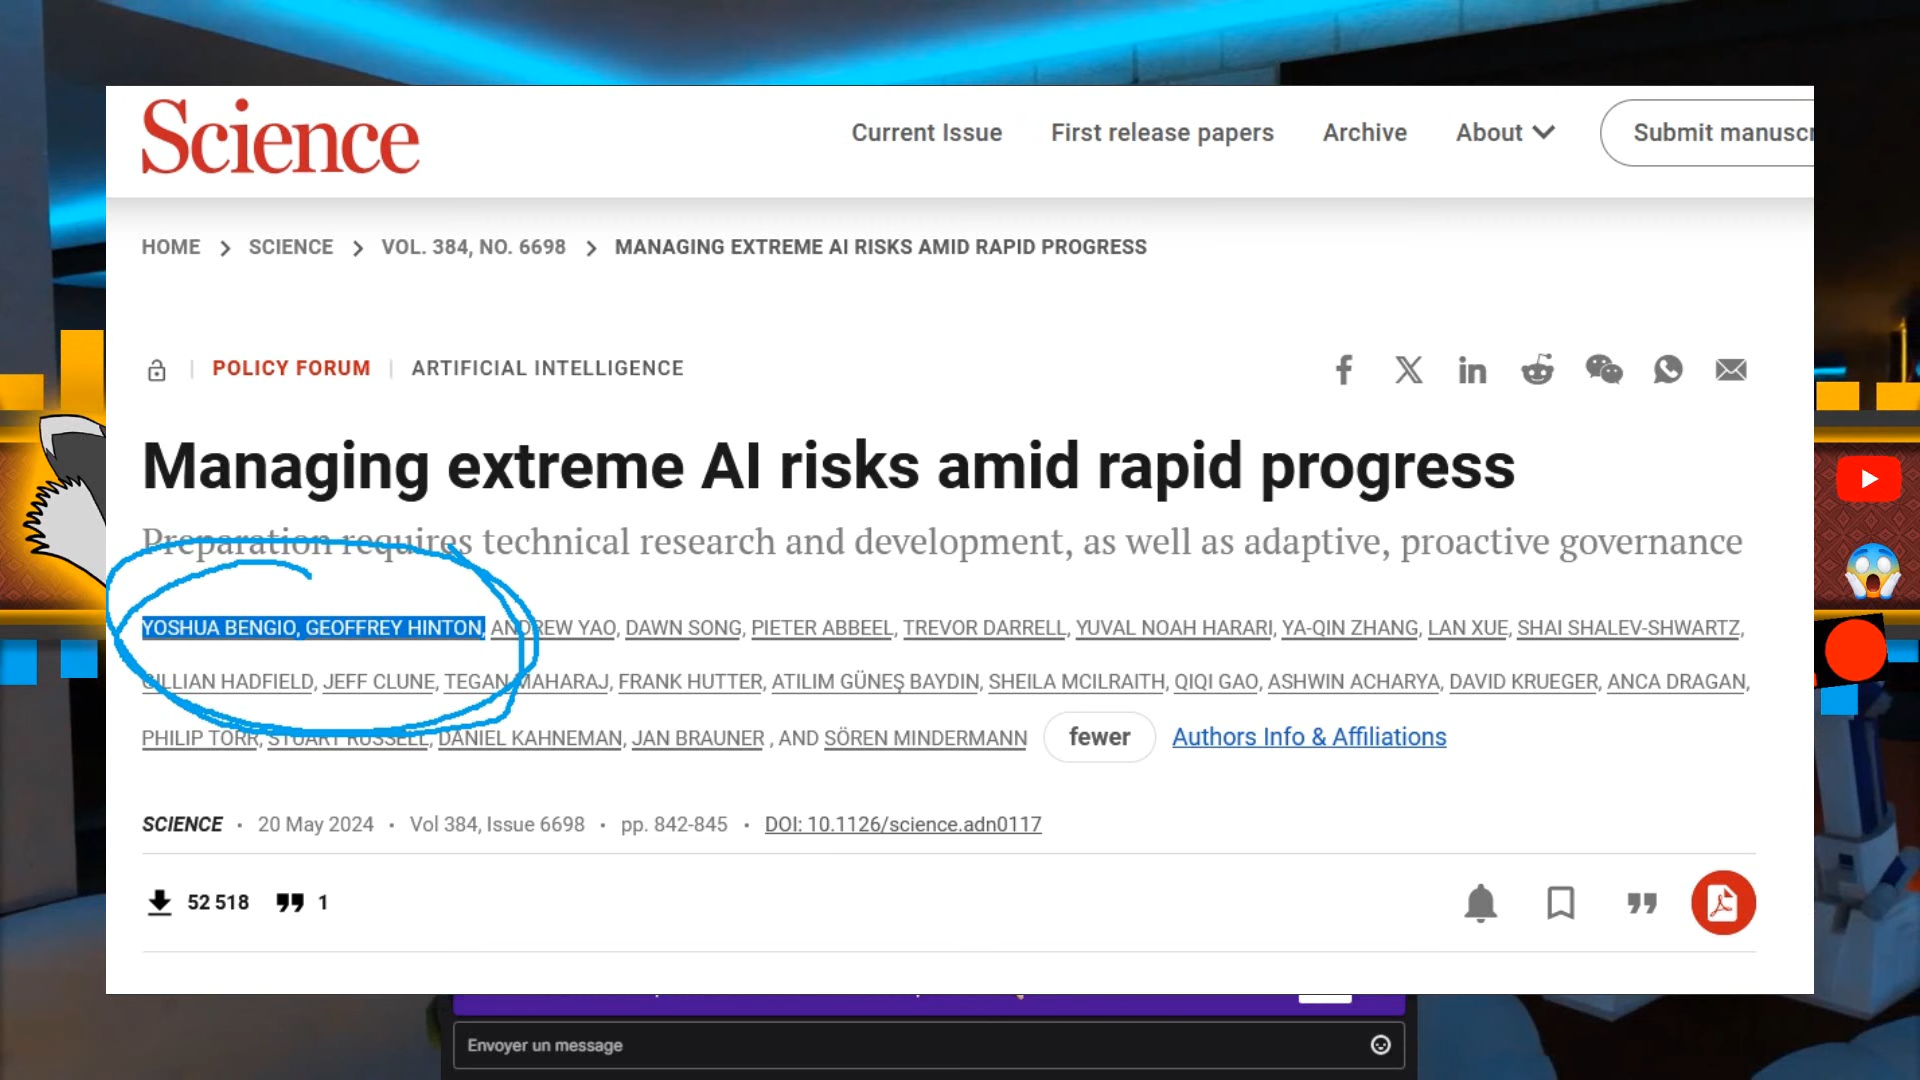 Science
Current Issue First release papers Archive About Submit manuscr
HOME > SCIENCE > VOL. 384, NO. 6698 > MANAGING EXTREME AI RISKS AMID RAPID PROGRESS
| POLICY FORUM | ARTIFICIAL INTELLIGENCE
Managing extreme AI risks amid rapid progress
Preparation requires technical research and development, as well as adaptive, proactive governance
YOSHUA BENGIO, GEOFFREY HINTON, ANDREW YAO, DAWN SONG, PIETER ABBEEL, TREVOR DARRELL, YUVAL NOAH HARARI, YA-QIN ZHANG, LAN XUE, SHAI SHALEV-SHWARTZ,
GILLIAN HADFIELD, JEFF CLUNE, TEGAN MAHARAJ, FRANK HUTTER, ATILIM GÜNEŞ BAYDIN, SHEILA MCILRAITH, QIQI GAO, ASHWIN ACHARYA, DAVID KRUEGER, ANCA DRAGAN,
PHILIP TORR, STUART RUSSELL, DANIEL KAHNEMAN, JAN BRAUNER , AND SÖREN MINDERMANN fewer Authors Info & Affiliations
SCIENCE · 20 May 2024 · Vol 384, Issue 6698 · pp. 842-845 · DOI: 10.1126/science.adn0117
52 518 1
Envoyer un message